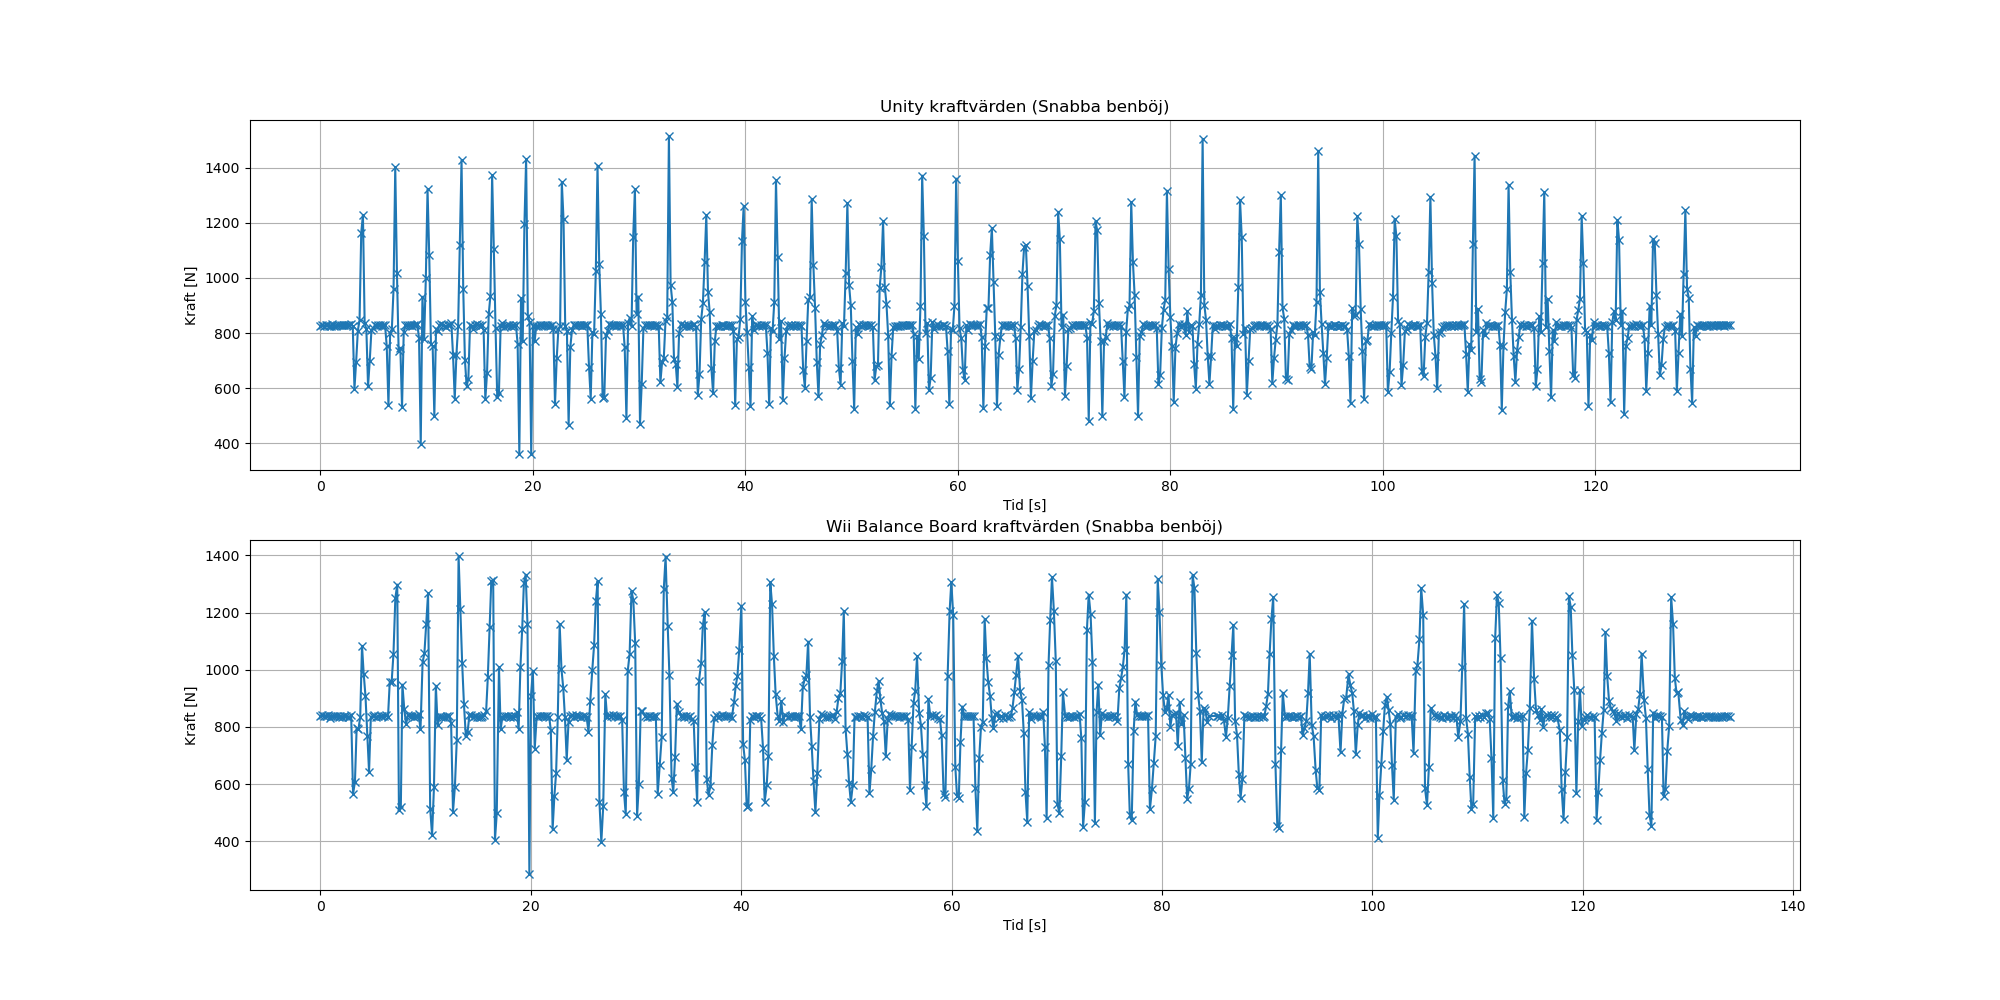 Unity kraftvärden (Snabba benböj)
Kraft [N]
1400
1200
1000
800
600
400
0 20 40 60 80 100 120
Tid [s]
Wii Balance Board kraftvärden (Snabba benböj)
Kraft [N]
1400
1200
1000
800
600
400
0 20 40 60 80 100 120 140
Tid [s]